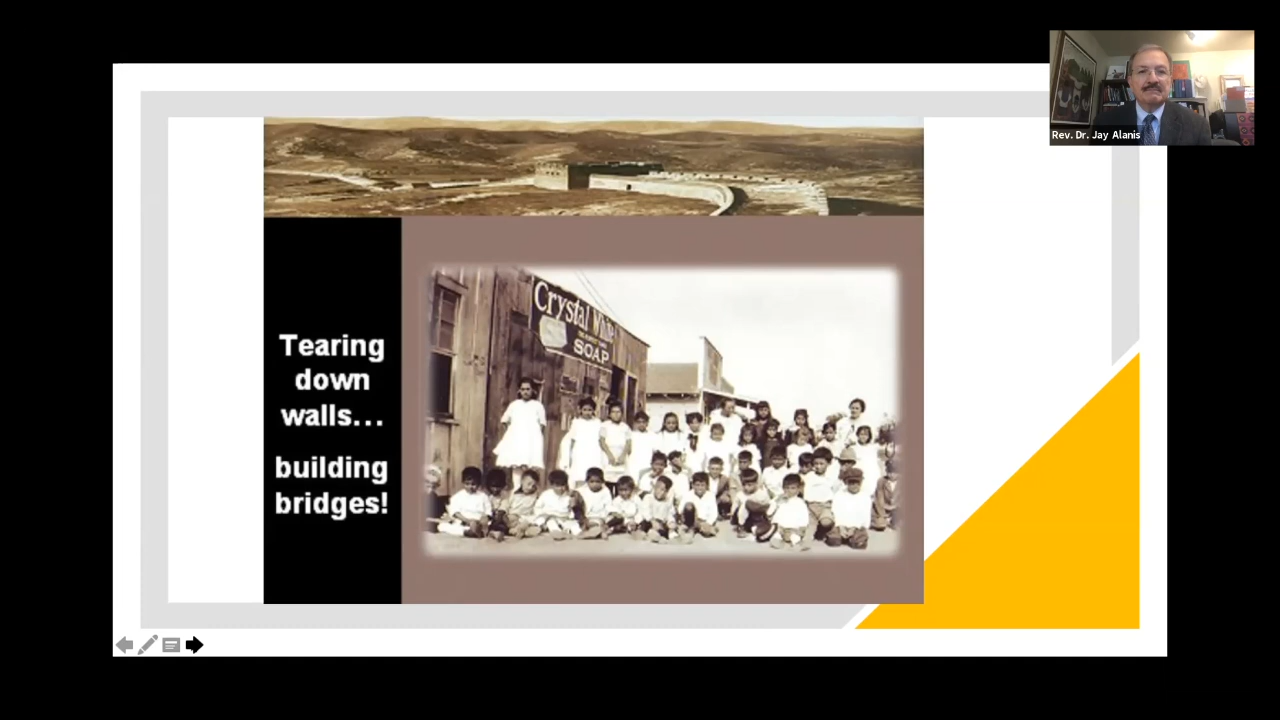 Rev. Dr. Jay Alanis
Crystal White
SOAP
Tearing
down
walls...
building
bridges!